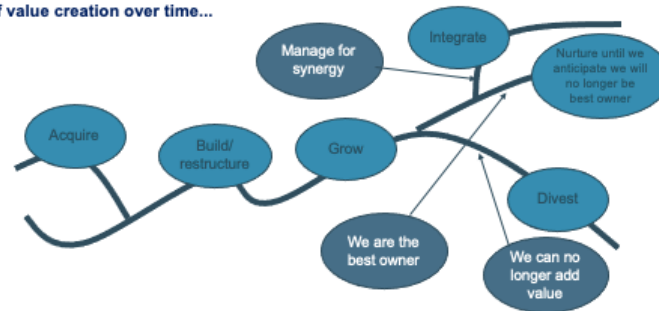 of value creation over time...
Integrate
Manage for
synergy
Nurture until we
anticipate we will
no longer be
best owner
Acquire
Build/
restructure
Grow
Divest
We are the
best owner
We can no
longer add
value